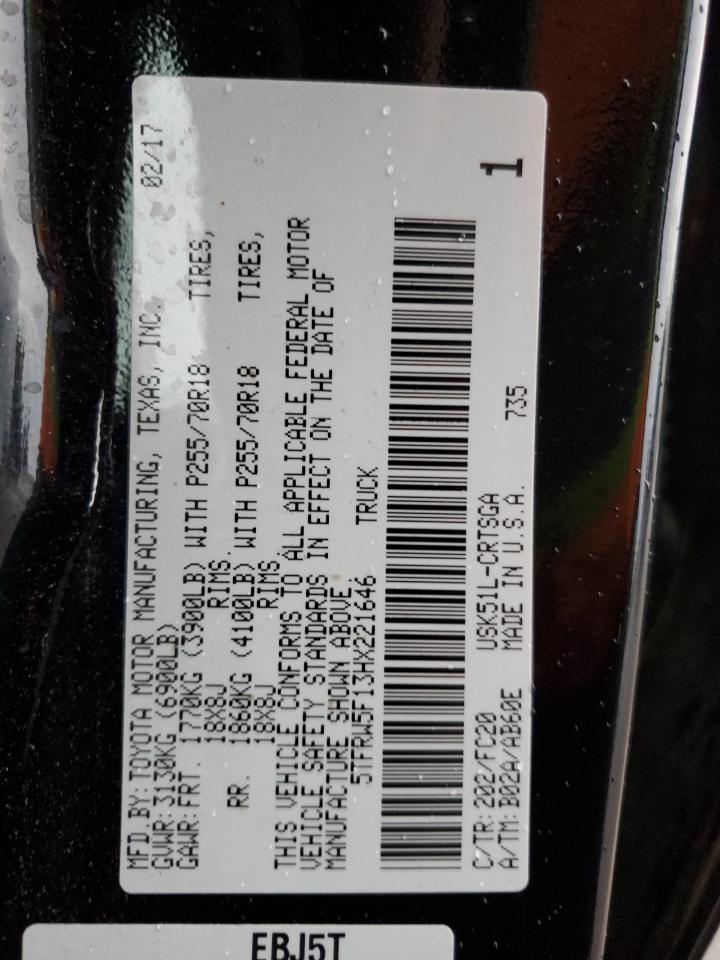 MFD.BY:TOYOTA MOTOR MANUFACTURING, TEXAS, INC. 02/17
GVWR:3130KG (6900LB)
GAWR:FRT. 1770KG (3900LB) WITH P255/70R18 TIRES,
18X8J RIMS.
RR. 1860KG (4100LB) WITH P255/70R18 TIRES,
18X8J RIMS.
THIS VEHICLE CONFORMS TO ALL APPLICABLE FEDERAL MOTOR
VEHICLE SAFETY STANDARDS IN EFFECT ON THE DATE OF
MANUFACTURE SHOWN ABOVE.
5TFRW5F13HX221646 TRUCK
C/TR:202/FC20 USK51L-CRTSGA
A/TM:B02A/AB60E MADE IN U.S.A. 735
1
EBJ5T